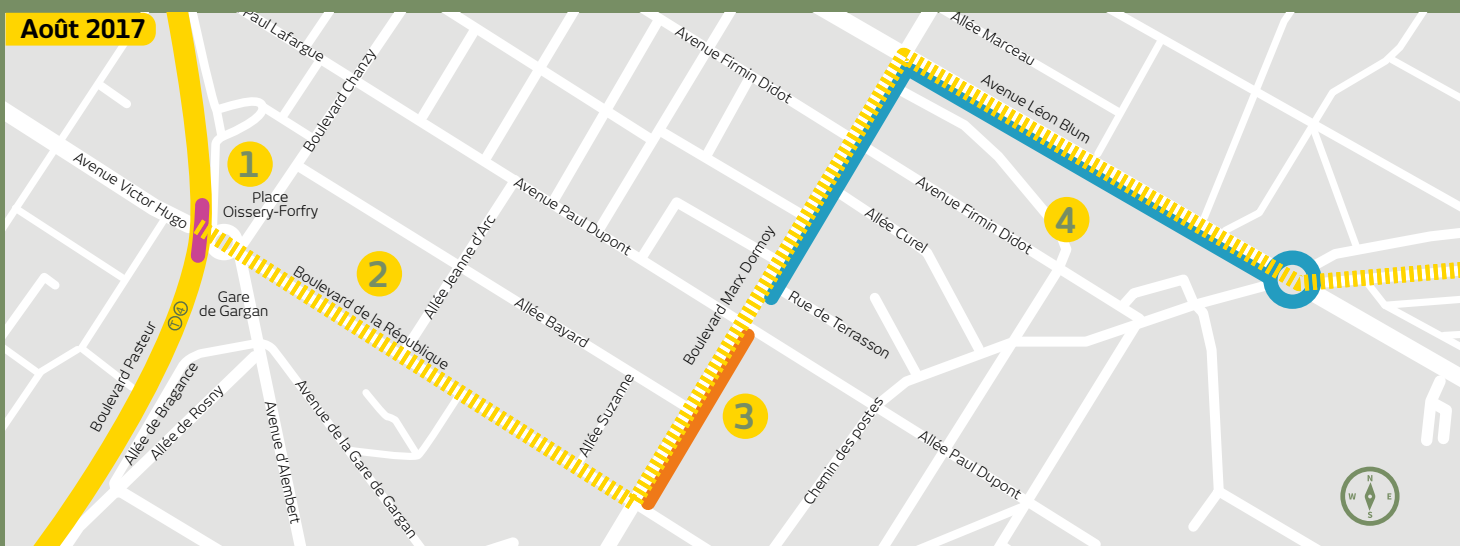 Août 2017
Paul Lafargue
Boulevard Chanzy
Avenue Firmin Didot
Allée Marceau
Avenue Léon Blum
1
Avenue Victor Hugo
Place
Oissery-Forfry
Avenue Paul Dupont
Avenue Firmin Didot
4
Allée Curel
Allée Jeanne d'Arc
2
Boulevard de la République
Gare
de Gargan
T4
Boulevard Marx Dormoy
Allée Bayard
Rue de Terrasson
Boulevard Pasteur
Allée de Bragance
Allée de Rosny
Avenue d'Alembert
Avenue de la Gare de Gargan
Allée Suzanne
3
Chemin des postes
Allée Paul Dupont
N
W E
S